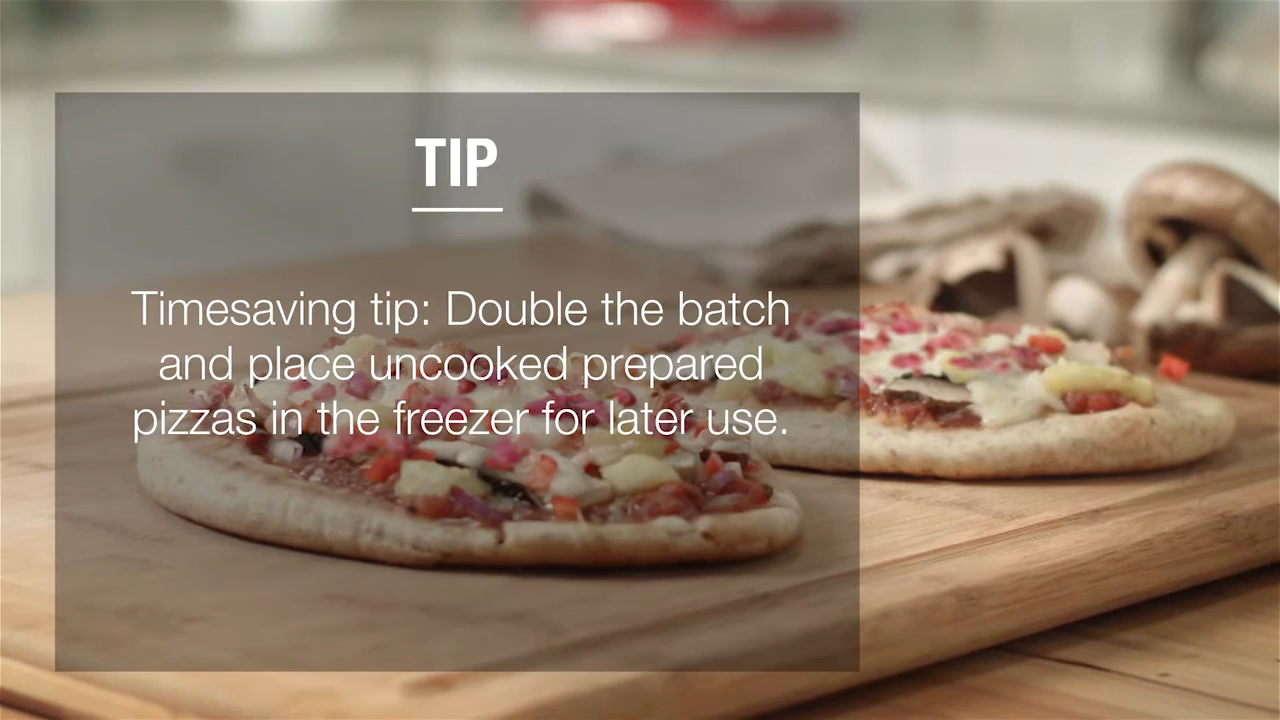 TIP
Timesaving tip: Double the batch
and place uncooked prepared
pizzas in the freezer for later use.